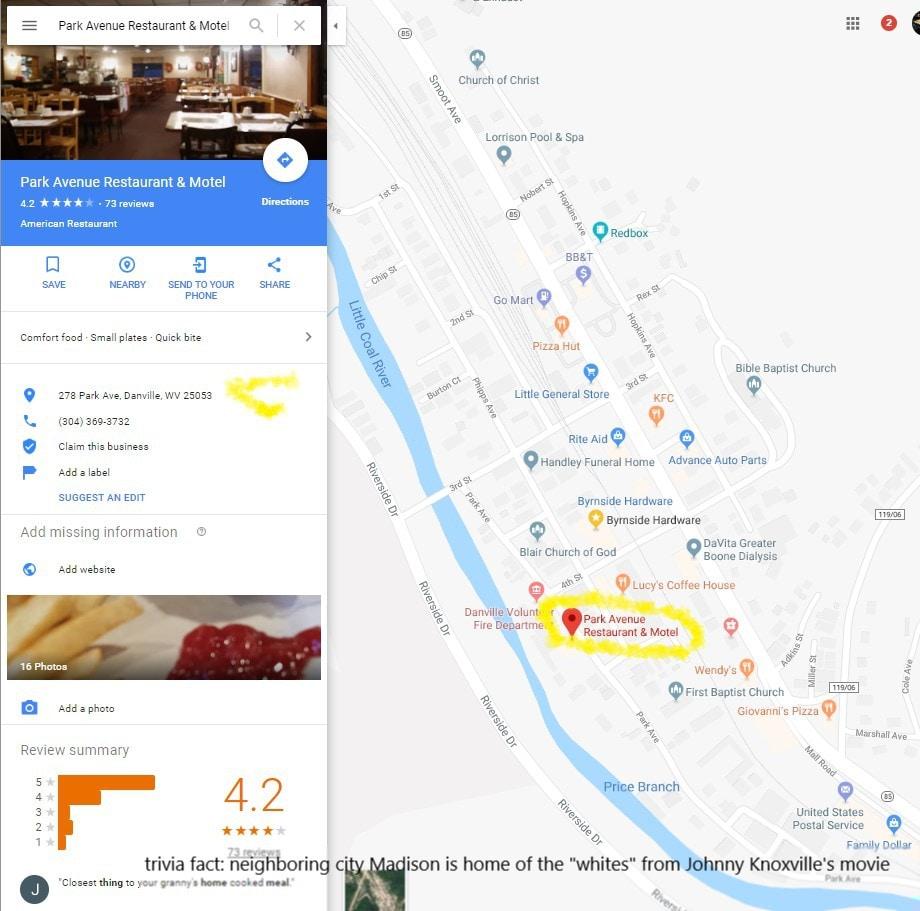 Park Avenue Restaurant & Motel
Park Avenue Restaurant & Motel
4.2 ★★★★★ · 73 reviews
Directions
American Restaurant
SAVE
NEARBY
SEND TO YOUR
PHONE
SHARE
Comfort food · Small plates · Quick bite
278 Park Ave, Danville, WV 25053
(304) 369-3732
Claim this business
Add a label
SUGGEST AN EDIT
Add missing information
Add website
16 Photos
Add a photo
Review summary
5 ★
4 ★
3 ★
2 ★
1 ★
4.2
73 reviews
J
"Closest thing to your granny's home cooked meal."
trivia fact: neighboring city Madison is home of the "whites" from Johnny Knoxville's movie
2
85
Church of Christ
Smoot Ave
Lorrison Pool & Spa
Nobert St
1st St
Ave
85
Hopkins Ave
Redbox
BB&T
Chip St
Go Mart
Rex St
Little Coal River
2nd St
Hopkins Ave
Pizza Hut
Bible Baptist Church
Burton Ct
Phipps Ave
Little General Store
3rd St
KFC
Rite Aid
Advance Auto Parts
Handley Funeral Home
Riverside Dr
3rd St
Park Ave
Byrnside Hardware
Byrnside Hardware
119/06
Blair Church of God
DaVita Greater
Boone Dialysis
4th St
Lucy's Coffee House
Riverside Dr
Danville Volunteer
Fire Department
Park Avenue
Restaurant & Motel
Adkins St
Miller St
Cole Ave
Wendy's
119/06
First Baptist Church
Giovanni's Pizza
Riverside Dr
Park Ave
Marshall Ave
Mall Road
Price Branch
85
United States
Postal Service
Riverside Dr
Family Dollar
Park Ave